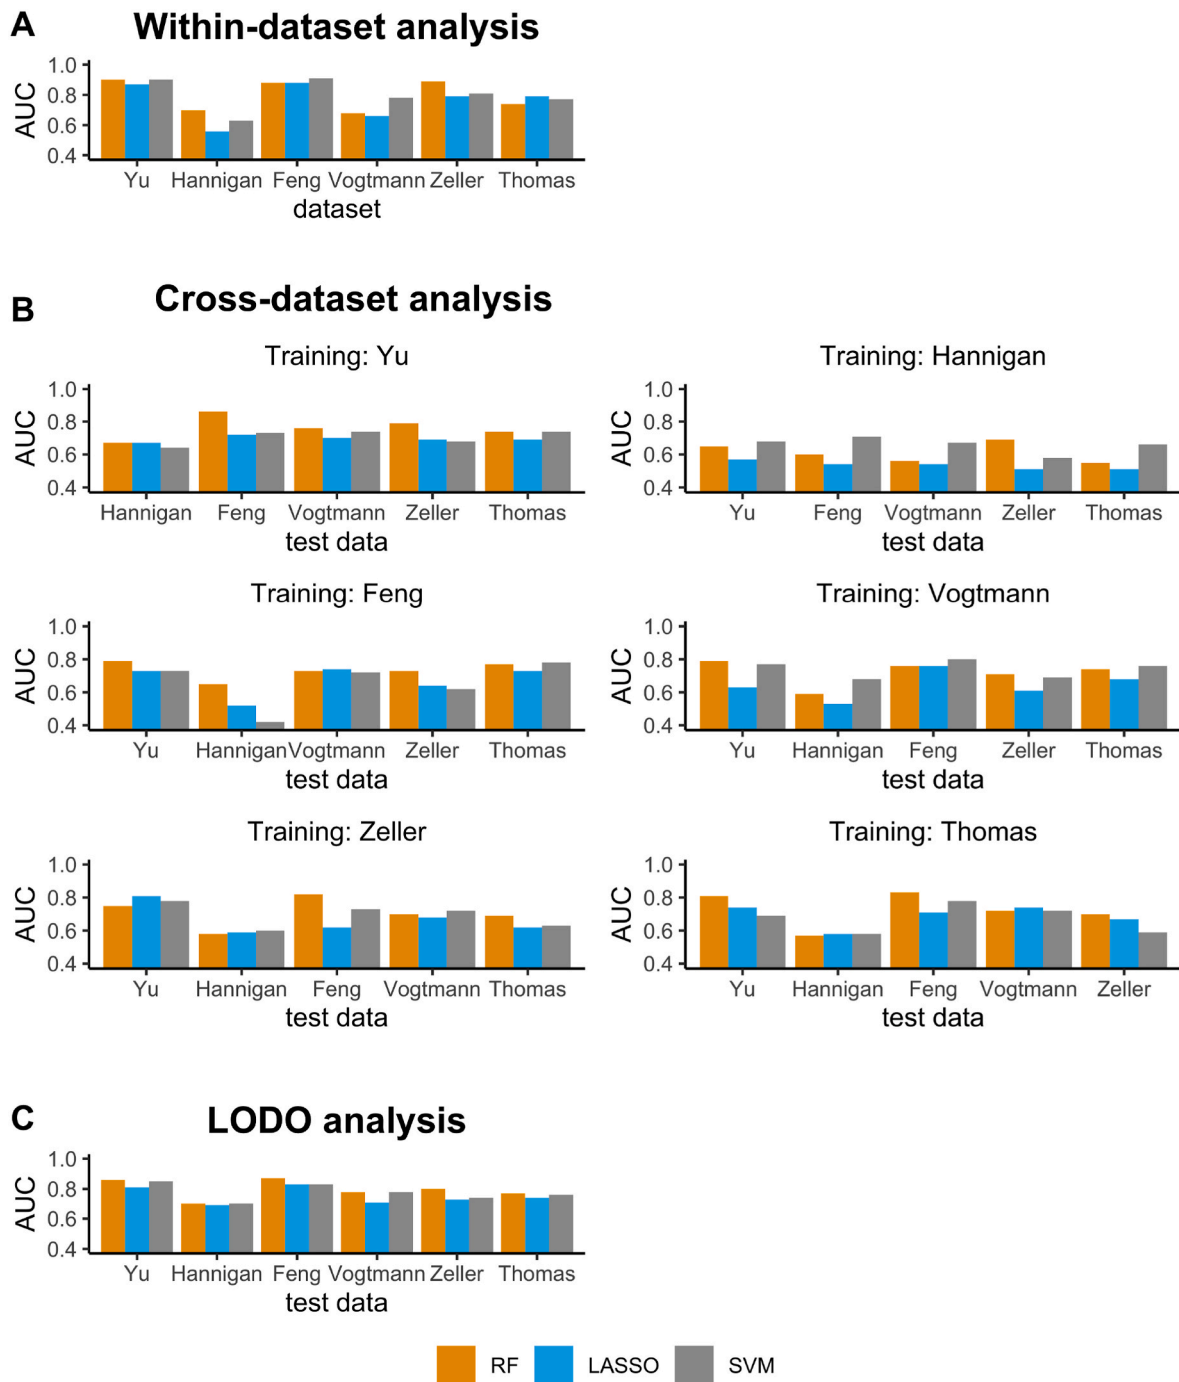 A
Within-dataset analysis
1.0
0.8
0.6
0.4
AUC
Yu Hannigan Feng Vogtmann Zeller Thomas
dataset
B
Cross-dataset analysis
Training: Yu
1.0
0.8
0.6
0.4
AUC
Hannigan Feng Vogtmann Zeller Thomas
test data
Training: Hannigan
1.0
0.8
0.6
0.4
AUC
Yu Feng Vogtmann Zeller Thomas
test data
Training: Feng
1.0
0.8
0.6
0.4
AUC
Yu Hannigan Vogtmann Zeller Thomas
test data
Training: Vogtmann
1.0
0.8
0.6
0.4
AUC
Yu Hannigan Feng Zeller Thomas
test data
Training: Zeller
1.0
0.8
0.6
0.4
AUC
Yu Hannigan Feng Vogtmann Thomas
test data
Training: Thomas
1.0
0.8
0.6
0.4
AUC
Yu Hannigan Feng Vogtmann Zeller
test data
C
LODO analysis
1.0
0.8
0.6
0.4
AUC
Yu Hannigan Feng Vogtmann Zeller Thomas
test data
RF LASSO SVM